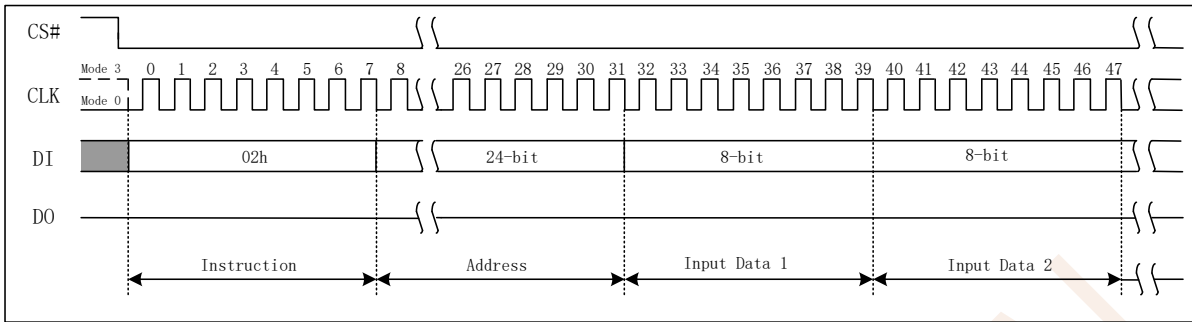 CS#
Mode 3 0 1 2 3 4 5 6 7 8 26 27 28 29 30 31 32 33 34 35 36 37 38 39 40 41 42 43 44 45 46 47
CLK
Mode 0
DI 02h 24-bit 8-bit 8-bit
DO
Instruction Address Input Data 1 Input Data 2